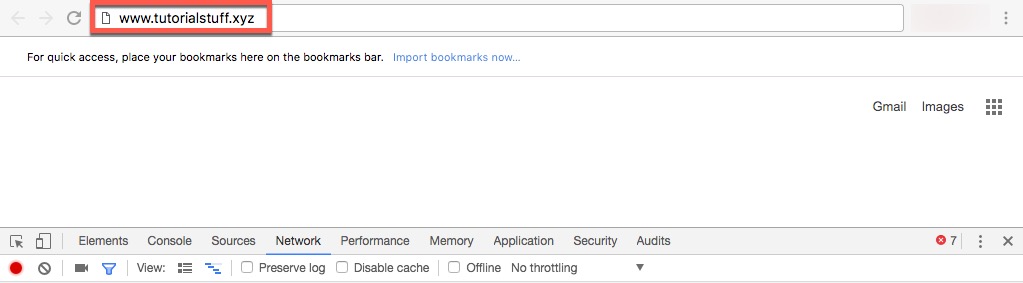 www.tutorialstuff.xyz
For quick access, place your bookmarks here on the bookmarks bar. Import bookmarks now...
Gmail Images
Elements Console Sources Network Performance Memory Application Security Audits 7
View: Preserve log Disable cache Offline No throttling